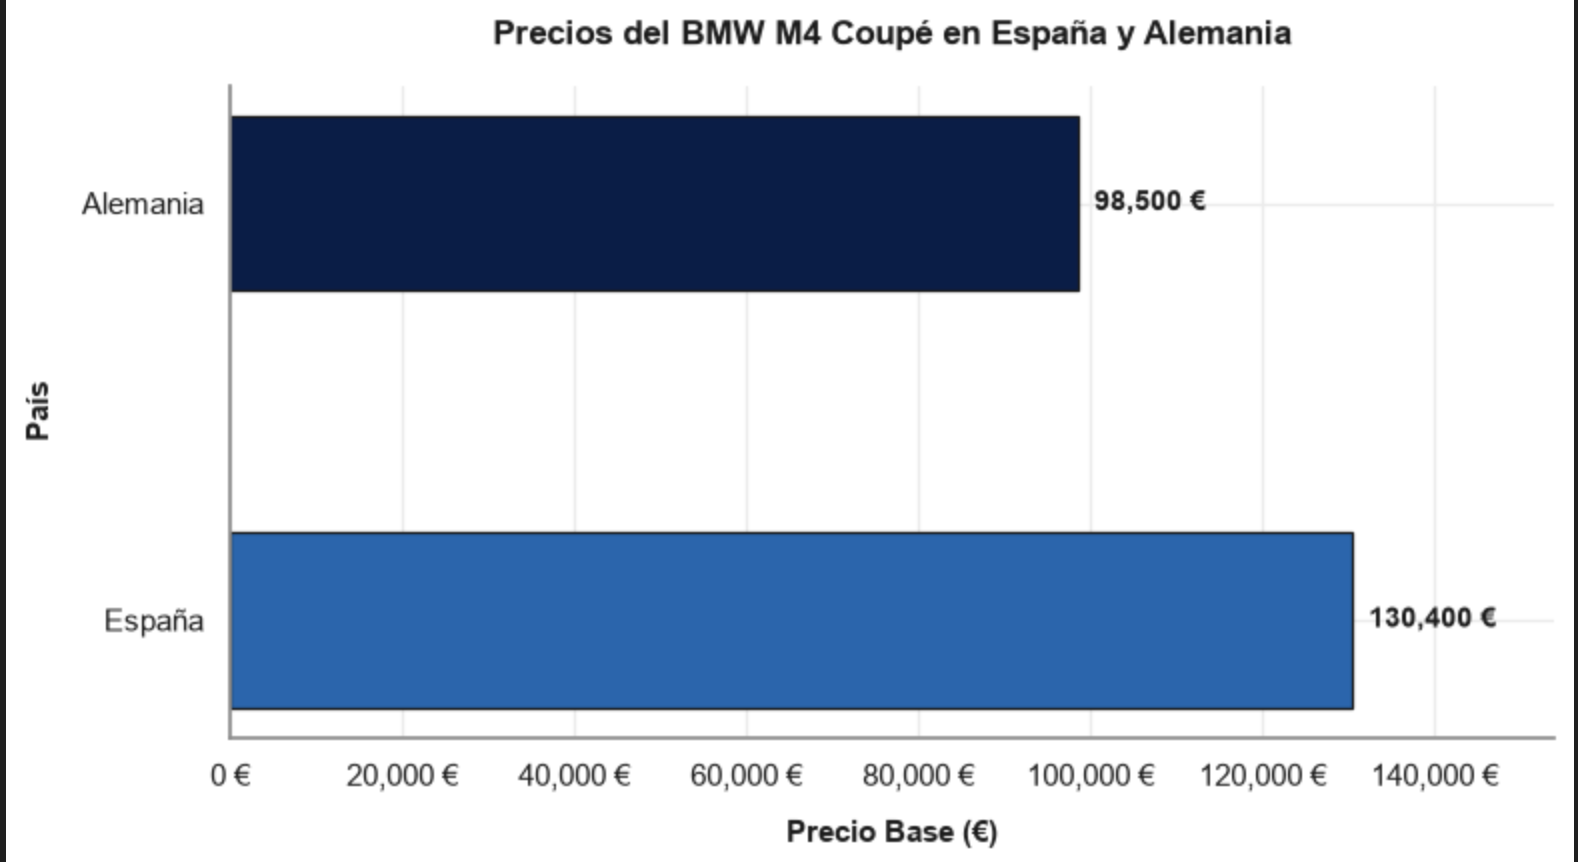 Precios del BMW M4 Coupé en España y Alemania
Alemania
98,500 €
País
España
130,400 €
0 € 20,000 € 40,000 € 60,000 € 80,000 € 100,000 € 120,000 € 140,000 €
Precio Base (€)